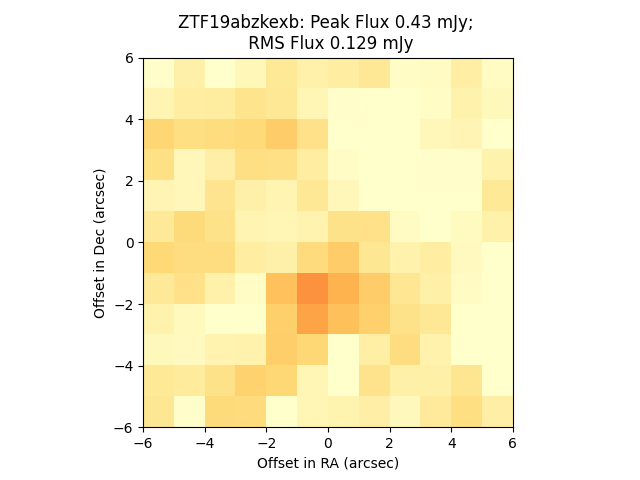 ZTF19abzkexb: Peak Flux 0.43 mJy;
RMS Flux 0.129 mJy
6
4
2
0
−2
−4
−6
Offset in Dec (arcsec)
−6 −4 −2 0 2 4 6
Offset in RA (arcsec)